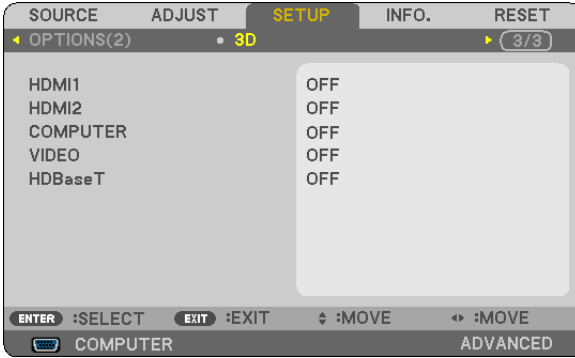 SOURCE ADJUST SETUP INFO. RESET
OPTIONS(2) 3D 3/3
HDMI1 OFF
HDMI2 OFF
COMPUTER OFF
VIDEO OFF
HDBaseT OFF
ENTER :SELECT EXIT :EXIT :MOVE :MOVE
COMPUTER ADVANCED